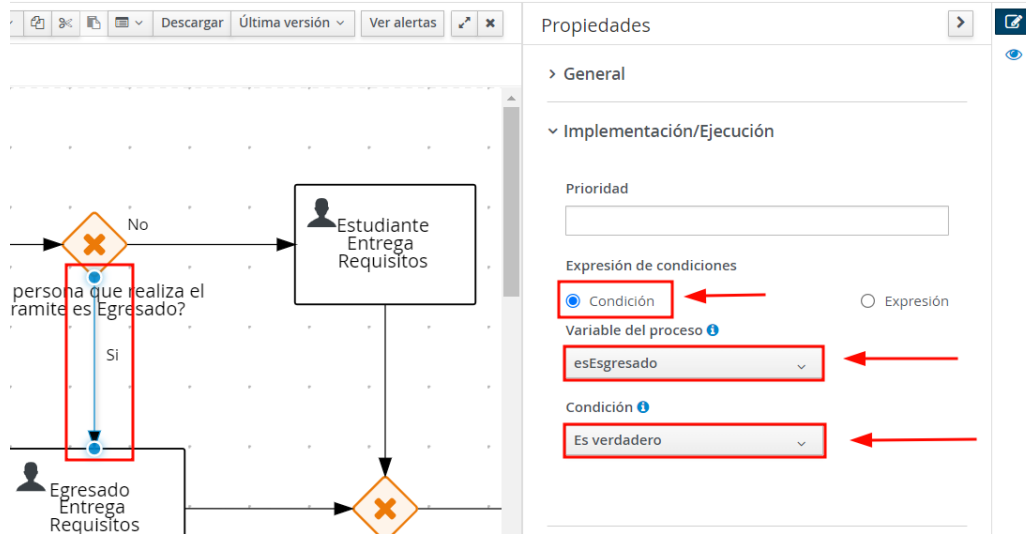 Descargar
Última versión
Ver alertas
Propiedades
General
Implementación/Ejecución
Prioridad
Expresión de condiciones
Condición
Expresión
Variable del proceso
esEsgresado
Condición
Es verdadero
No
Estudiante
Entrega
Requisitos
persona que realiza el
ramite es Egresado?
Si
Egresado
Entrega
Requisitos